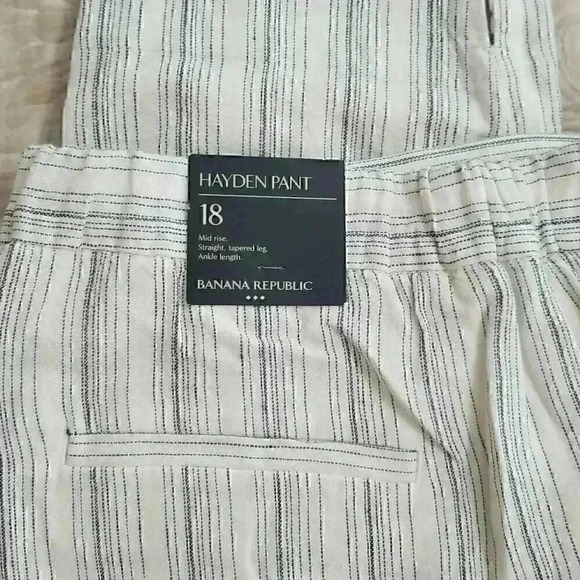 HAYDEN PANT
18
Mid rise.
Straight, tapered leg.
Ankle length.
BANANA REPUBLIC